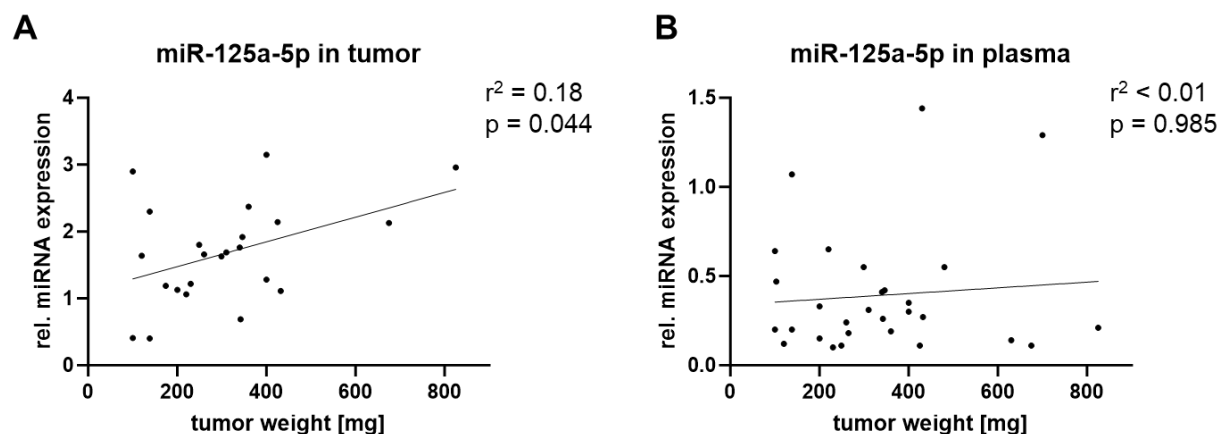 A
miR-125a-5p in tumor
r² = 0.18
p = 0.044
rel. miRNA expression
4
3
2
1
0
0 200 400 600 800
tumor weight [mg]
B
miR-125a-5p in plasma
r² < 0.01
p = 0.985
rel. miRNA expression
1.5
1.0
0.5
0.0
0 200 400 600 800
tumor weight [mg]